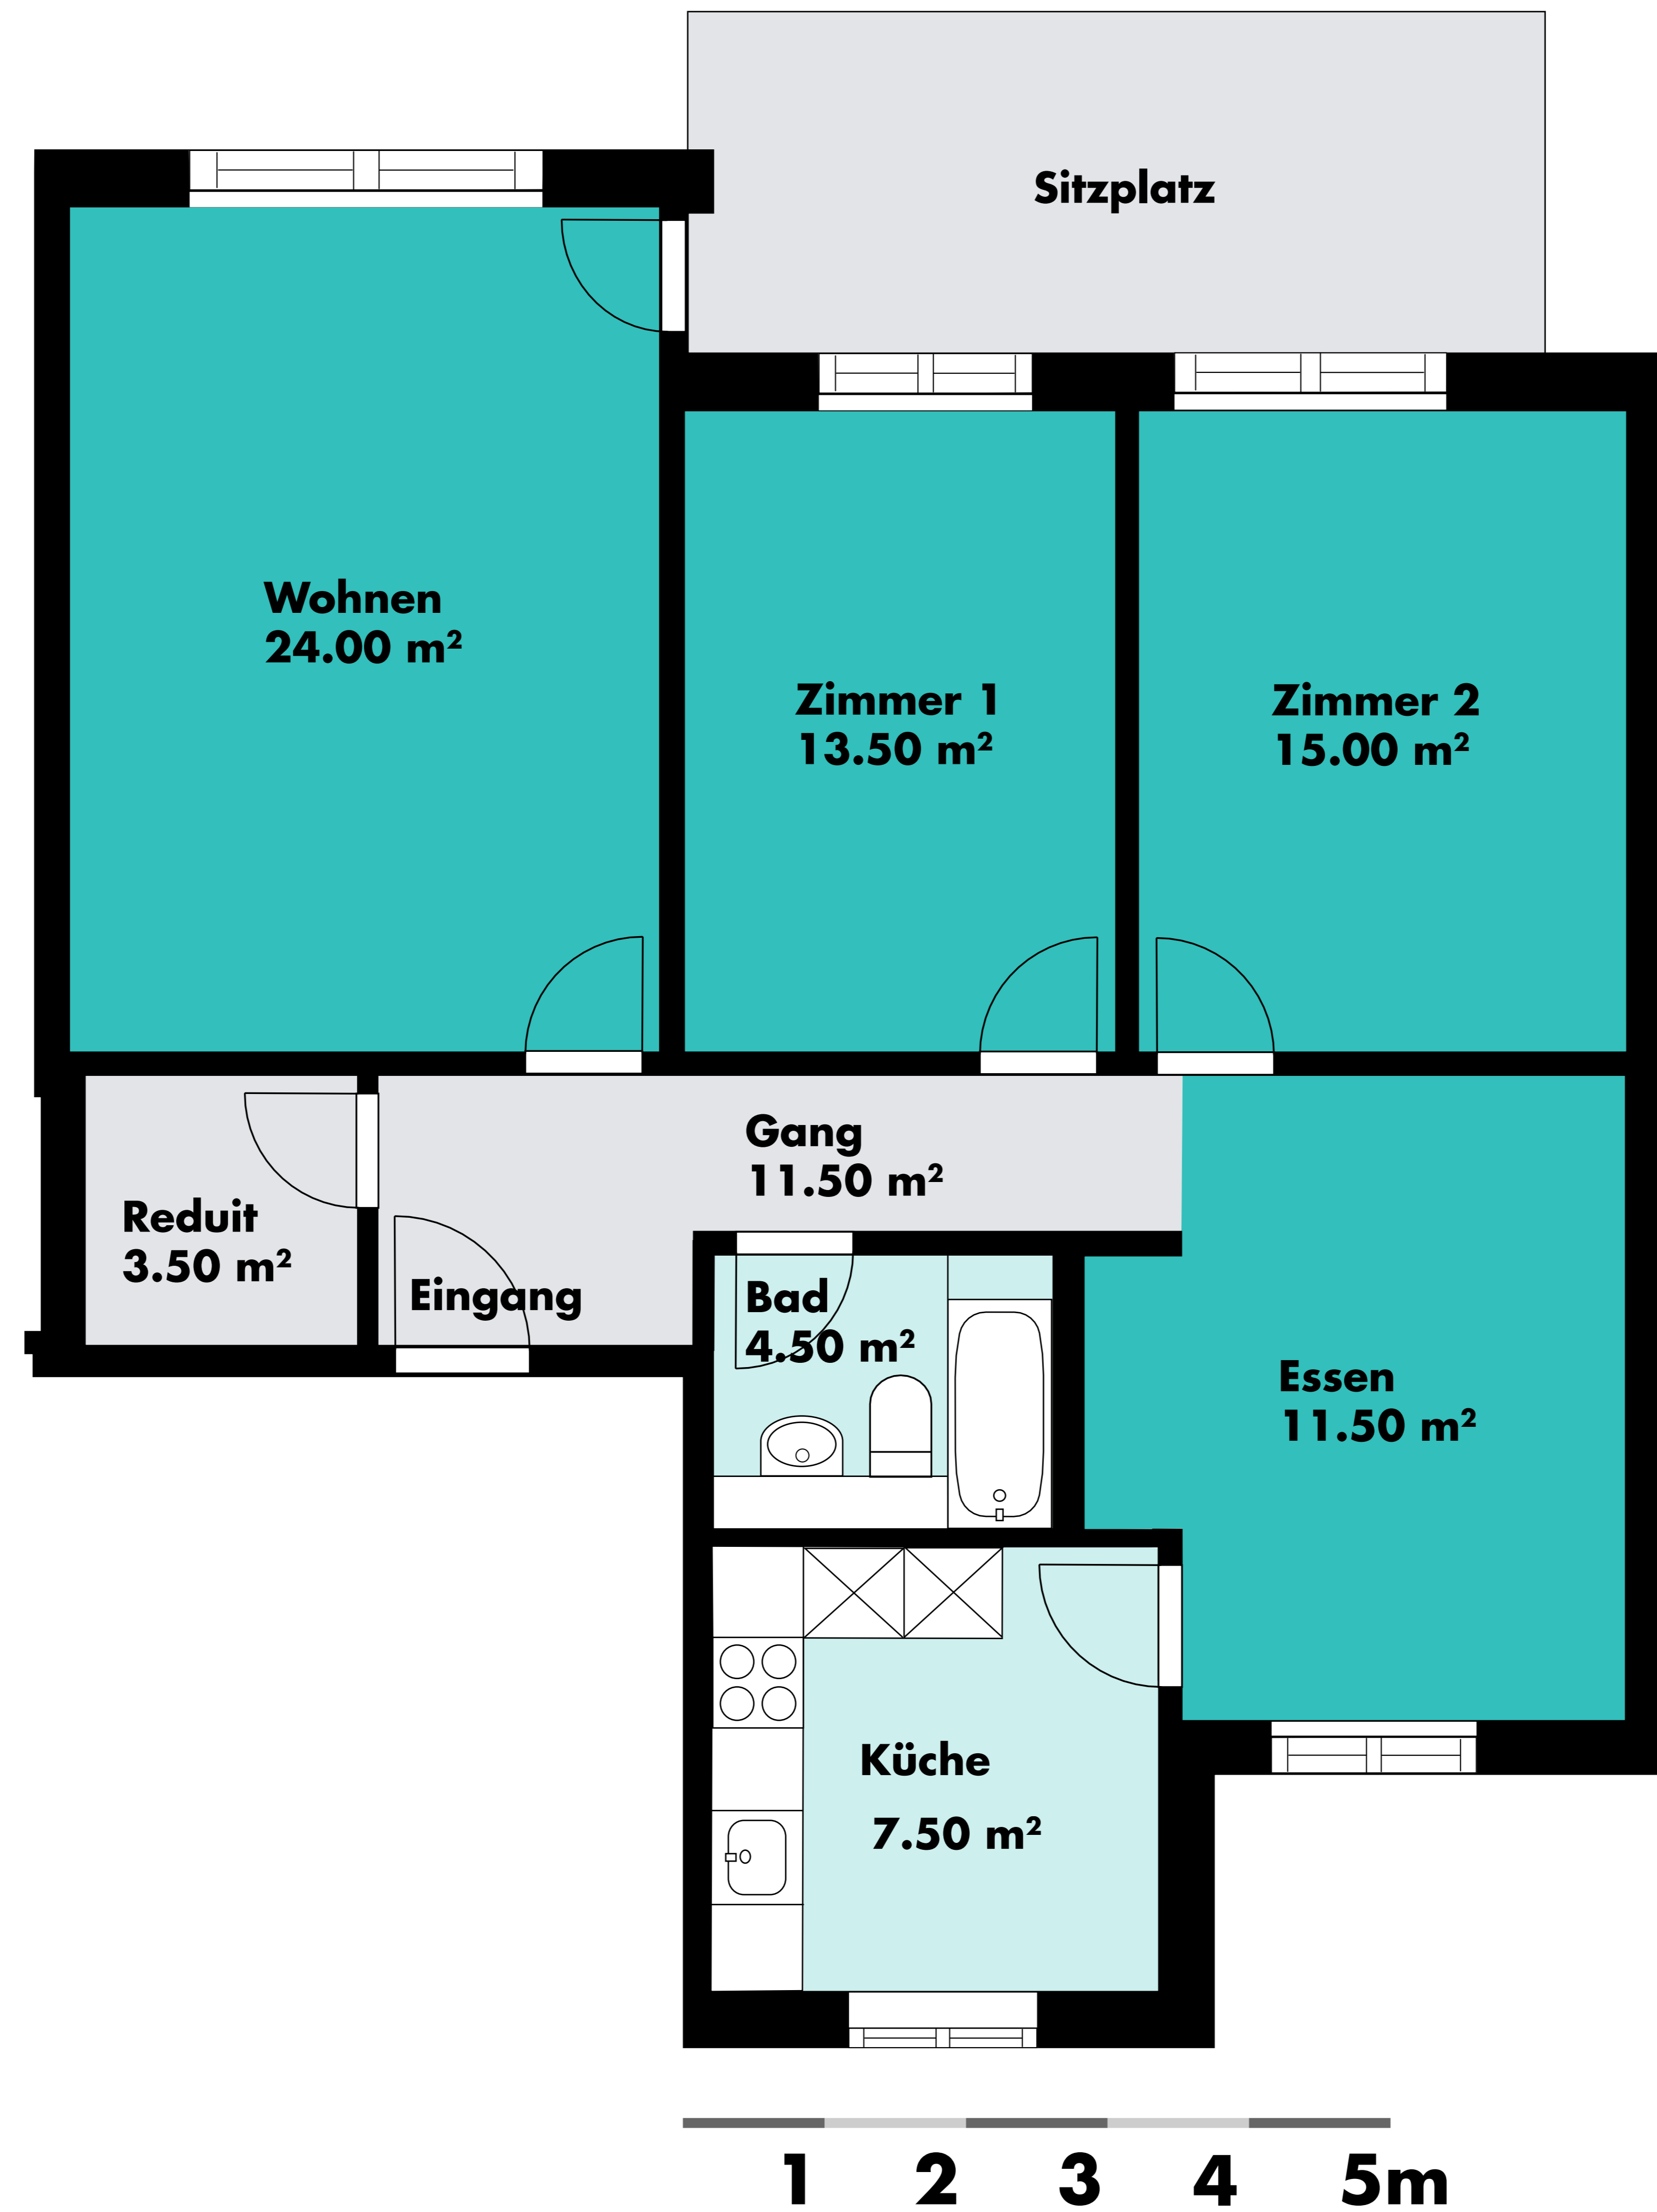 Sitzplatz
Wohnen
24.00 m²
Zimmer 1
13.50 m²
Zimmer 2
15.00 m²
Gang
11.50 m²
Reduit
3.50 m²
Eingang
Bad
4.50 m²
Essen
11.50 m²
Küche
7.50 m²
1 2 3 4 5m